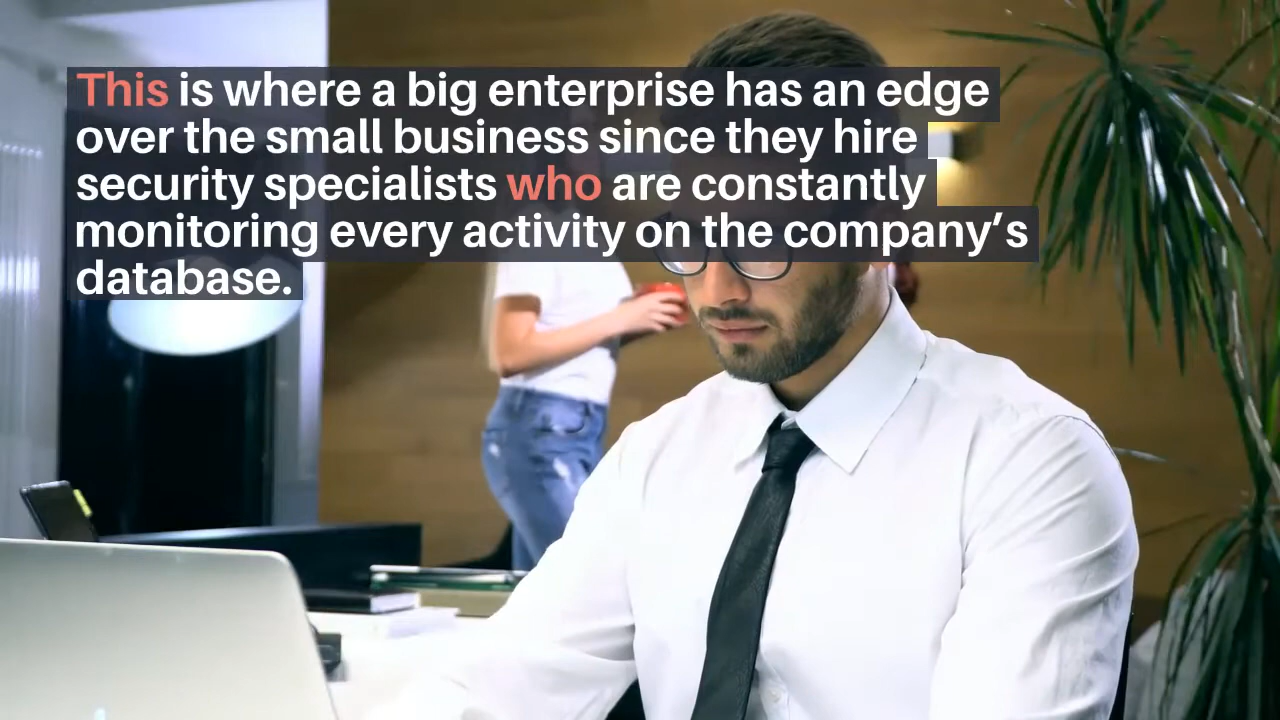 This is where a big enterprise has an edge
over the small business since they hire
security specialists who are constantly
monitoring every activity on the company’s
database.